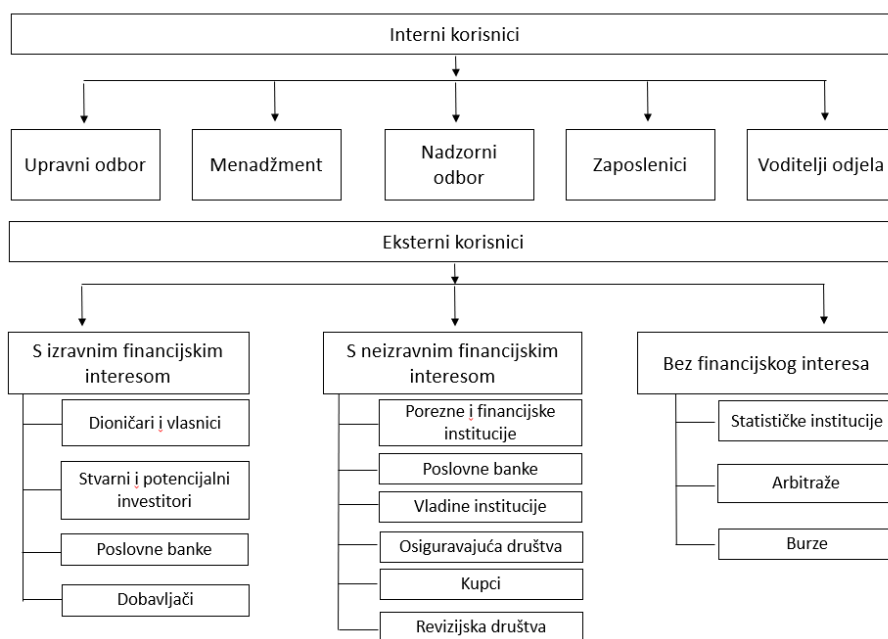 Interni korisnici
Upravni odbor
Menadžment
Nadzorni
odbor
Zaposlenici
Voditelji odjela
Eksterni korisnici
S izravnim financijskim
interesom
Dioničari i vlasnici
Stvarni i potencijalni
investitori
Poslovne banke
Dobavljači
S neizravnim financijskim
interesom
Porezne i financijske
institucije
Poslovne banke
Vladine institucije
Osiguravajuća društva
Kupci
Revizijska društva
Bez financijskog interesa
Statističke institucije
Arbitraže
Burze